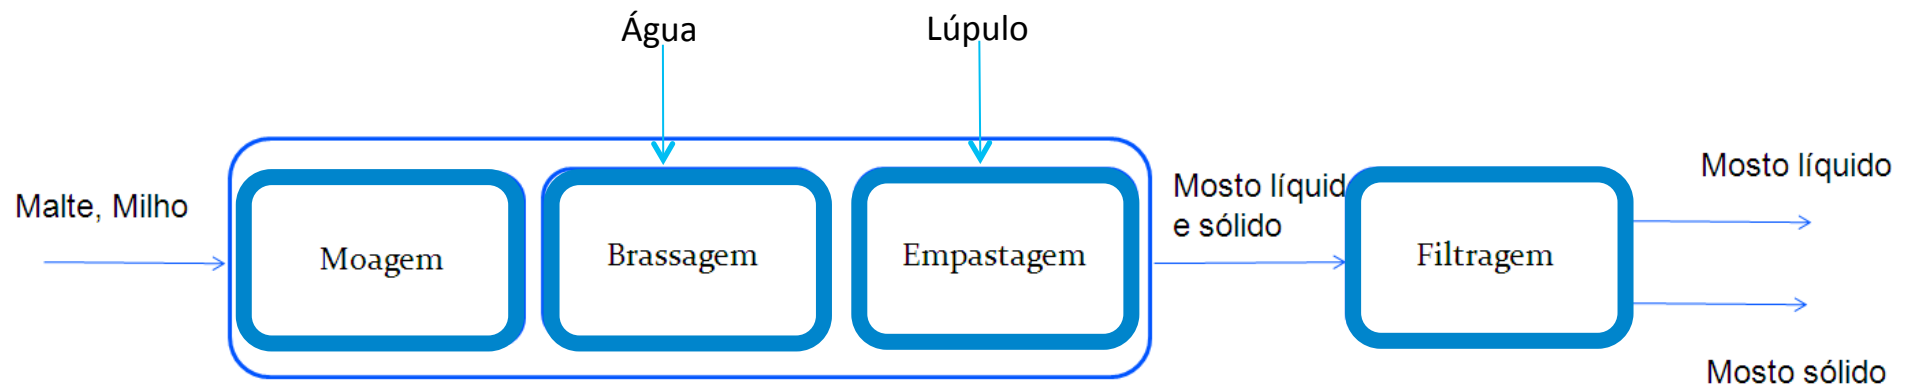 Água
Lúpulo
Malte, Milho
Moagem
Brassagem
Empastagem
Mosto líquid
e sólido
Filtragem
Mosto líquido
Mosto sólido